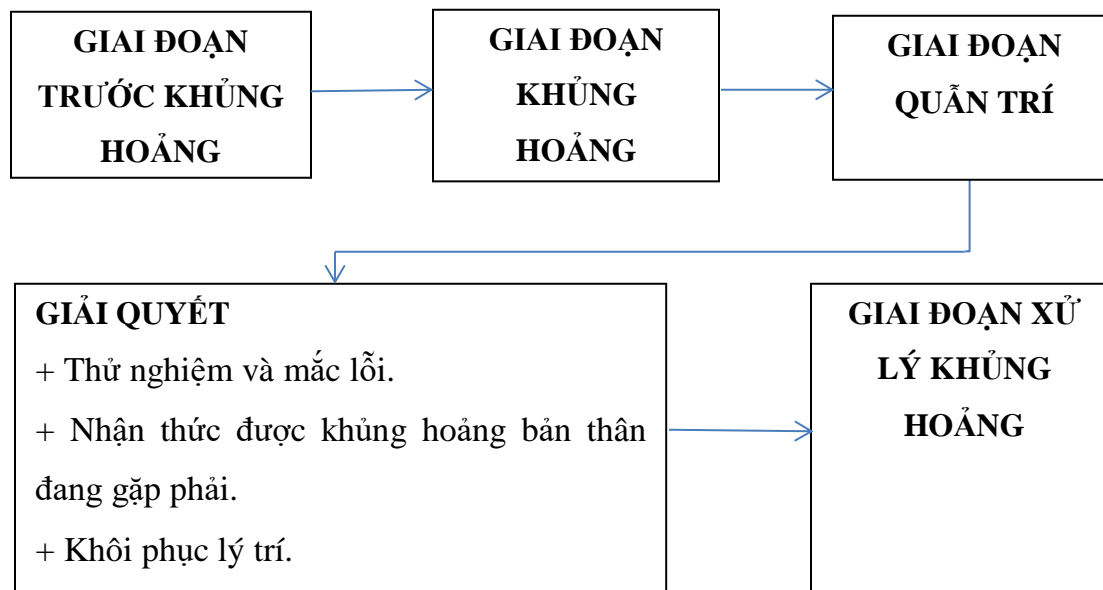 GIAI ĐOẠN
TRƯỚC KHỦNG
HOẢNG
GIAI ĐOẠN
KHỦNG
HOẢNG
GIAI ĐOẠN
QUẪN TRÍ
GIẢI QUYẾT
+ Thử nghiệm và mắc lỗi.
+ Nhận thức được khủng hoảng bản thân
đang gặp phải.
+ Khôi phục lý trí.
GIAI ĐOẠN XỬ
LÝ KHỦNG
HOẢNG